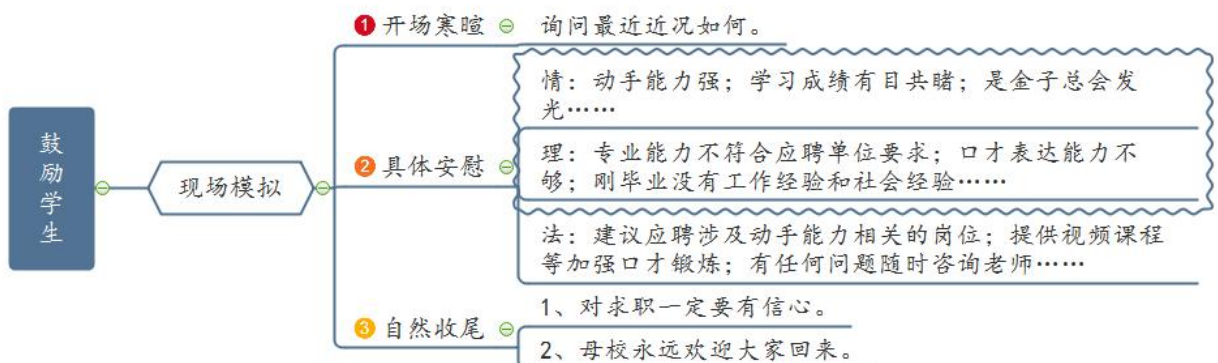 鼓励学生
现场模拟
1 开场寒暄
询问最近近况如何。
2 具体安慰
情：动手能力强；学习成绩有目共睹；是金子总会发
光……
理：专业能力不符合应聘单位要求；口才表达能力不
够；刚毕业没有工作经验和社会经验……
法：建议应聘涉及动手能力相关的岗位；提供视频课程
等加强口才锻炼；有任何问题随时咨询老师……
3 自然收尾
1、对求职一定要有信心。
2、母校永远欢迎大家回来。